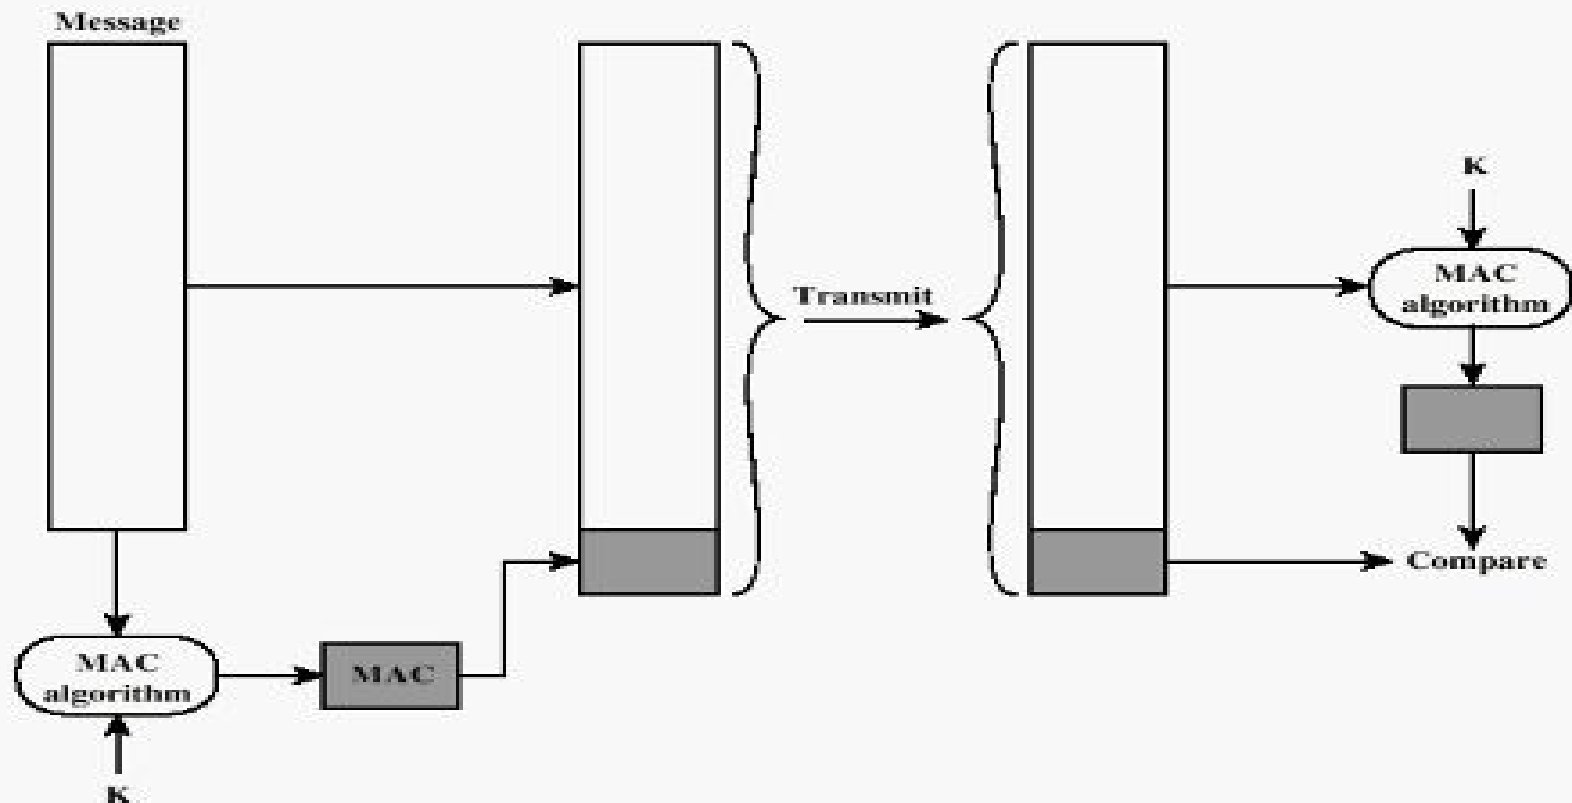 Message
K
Transmit
MAC
algorithm
Compare
MAC
algorithm
MAC
K